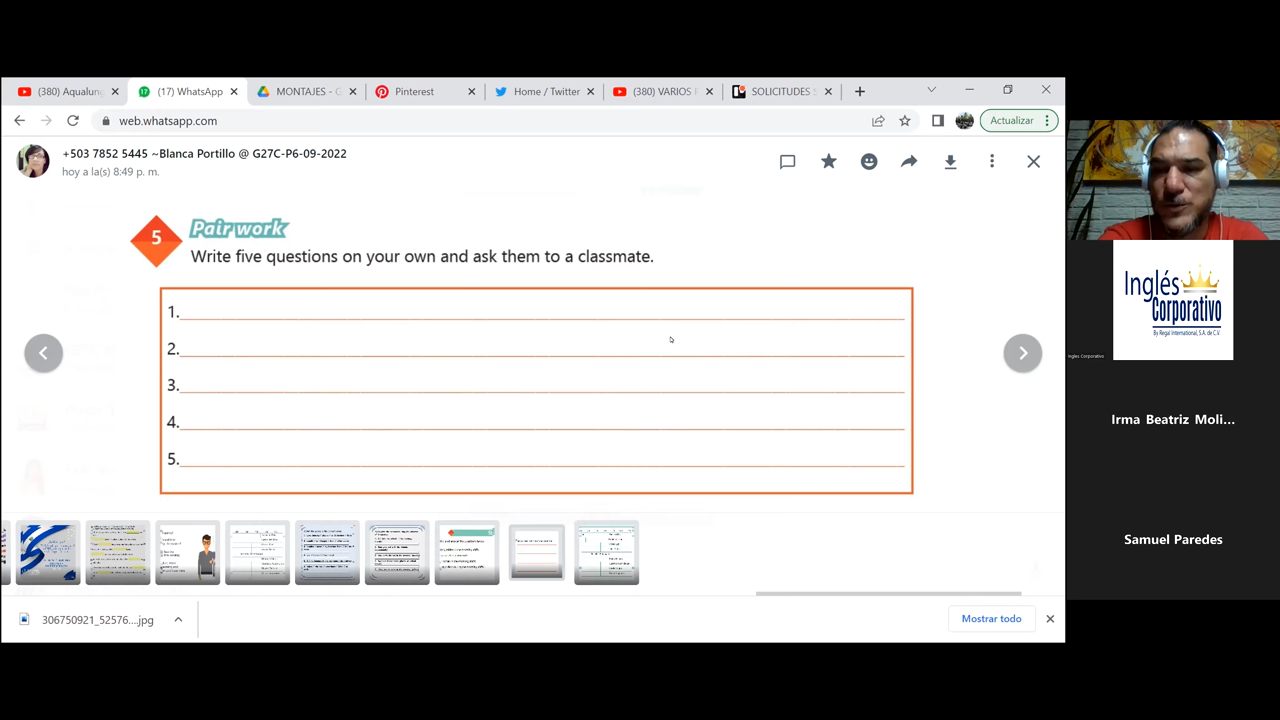 (380) Aqualung
(17) WhatsApp
MONTAJES - G
Pinterest
Home / Twitter
(380) VARIOS
SOLICITUDES S
web.whatsapp.com
Actualizar
+503 7852 5445 ~Blanca Portillo @ G27C-P6-09-2022
hoy a la(s) 8:49 p. m.
5
Pair work
Write five questions on your own and ask them to a classmate.
1.
2.
3.
4.
5.
306750921_52576....jpg
Mostrar todo
Inglés
Corporativo
By Regal International, S.A. de C.V.
Inglés Corporativo
Irma Beatriz Moli...
Samuel Paredes